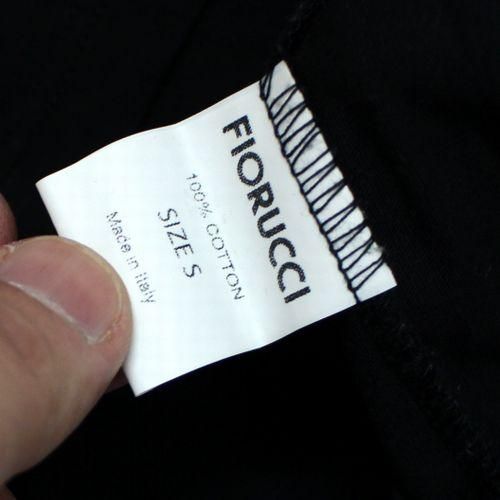 FIORUCCI
100% COTTON
SIZE S
Made in Italy